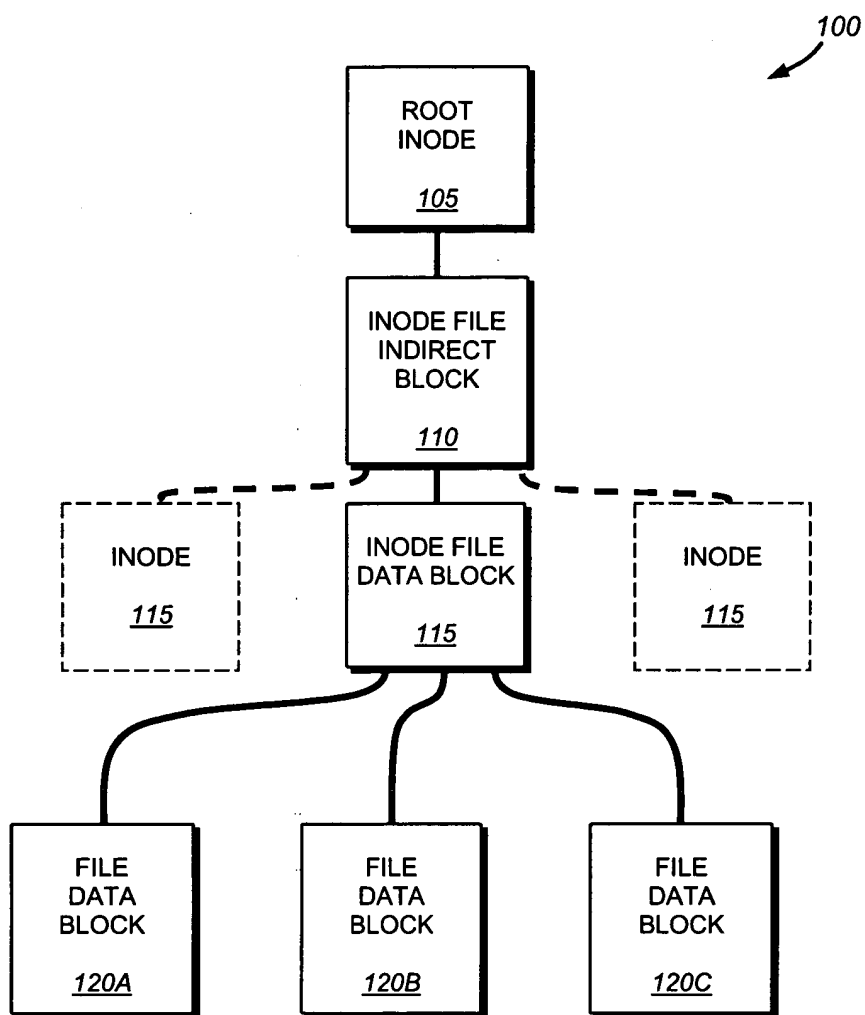 100
ROOT
INODE
105
INODE FILE
INDIRECT
BLOCK
110
INODE
115
INODE FILE
DATA BLOCK
115
INODE
115
FILE
DATA
BLOCK
120A
FILE
DATA
BLOCK
120B
FILE
DATA
BLOCK
120C